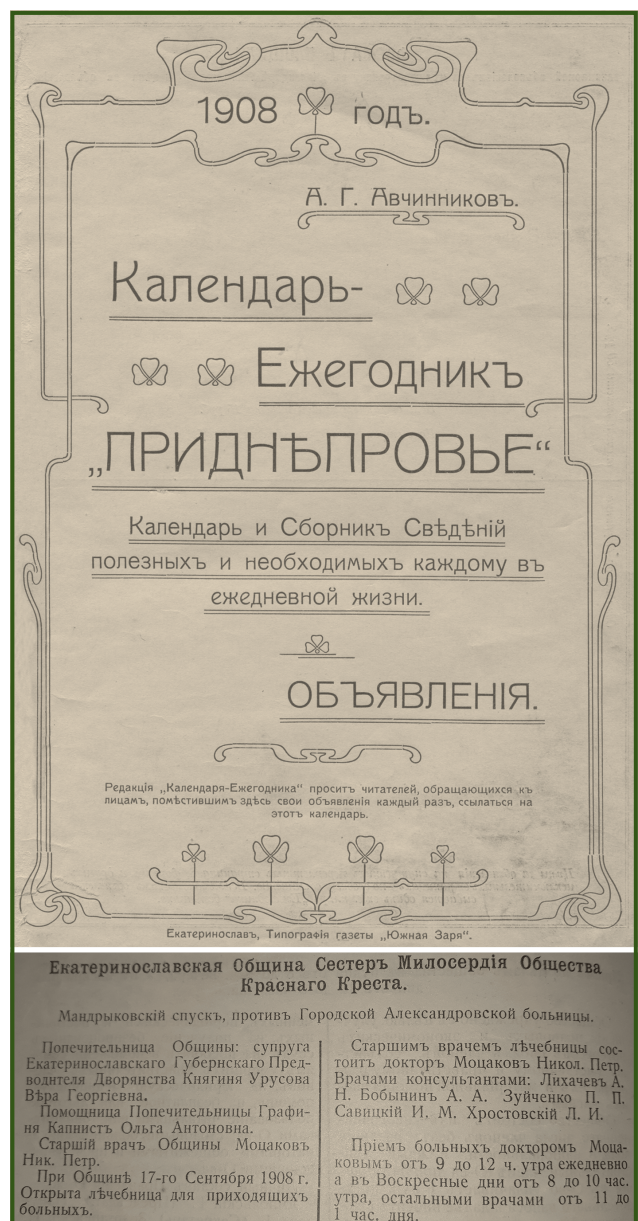 1908 годъ.
А. Г. Авчинниковъ.
Календарь-
Ежегодникъ
„ПРИДНѢПРОВЬЕ“
Календарь и Сборникъ Свѣдѣній
полезныхъ и необходимыхъ каждому въ
ежедневной жизни.
ОБЪЯВЛЕНІЯ.
Редакція „Календаря-Ежегодника“ проситъ читателей, обращающихся къ
лицамъ, помѣстившимъ здѣсь свои объявленія каждый разъ, ссылаться на
этотъ календарь.
Екатеринославъ, Типографія газеты „Южная Заря“.
Екатеринославская Община Сестеръ Милосердія Общества
Краснаго Креста.
Мандрыковскій спускъ, противъ Городской Александровской больницы.
Попечительница Общины: супруга
Екатеринославскаго Губернскаго Пред-
водителя Дворянства Княгиня Урусова
Вѣра Георгіевна.
Помощница Попечительницы Графи-
ня Капнистъ Ольга Антоновна.
Старшій врачъ Общины Моцаковъ
Ник. Петр.
При Общинѣ 17-го Сентября 1908 г.
Открыта лѣчебница для приходящихъ
больныхъ.
Старшимъ врачемъ лѣчебницы сос-
тоитъ докторъ Моцаковъ Никол. Петр.
Врачами консультантами: Лихачевъ А.
Н. Бобынинъ А. А. Зуйченко П. П.
Савицкій И. М. Хростовскій Л. И.
Пріемъ больныхъ докторомъ Моца-
ковымъ отъ 9 до 12 ч. утра ежедневно
а въ Воскресные дни отъ 8 до 10 час.
утра, остальными врачами отъ 11 до
1 час. дня.